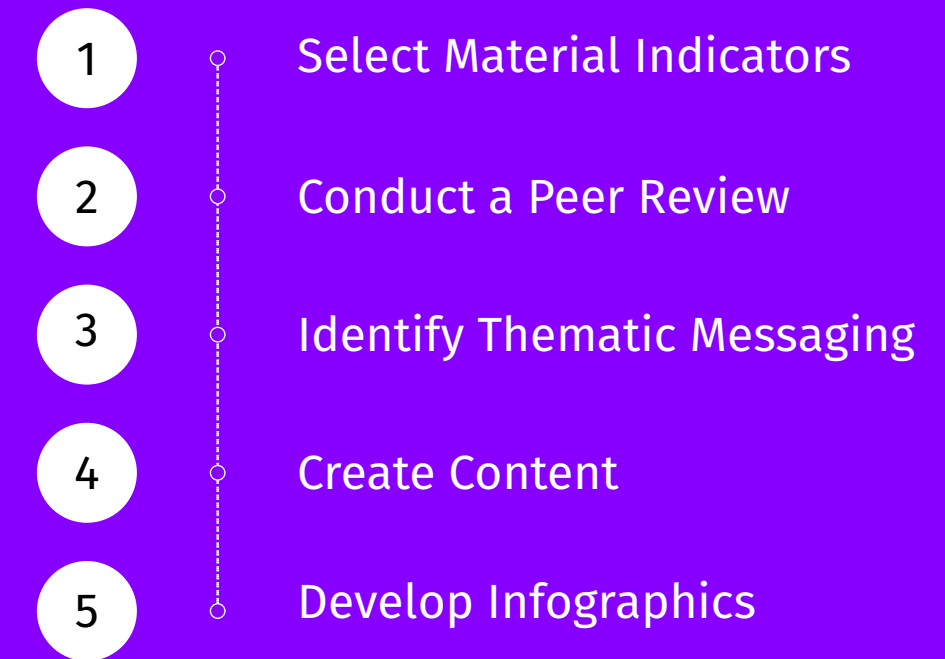 1 Select Material Indicators
2 Conduct a Peer Review
3 Identify Thematic Messaging
4 Create Content
5 Develop Infographics